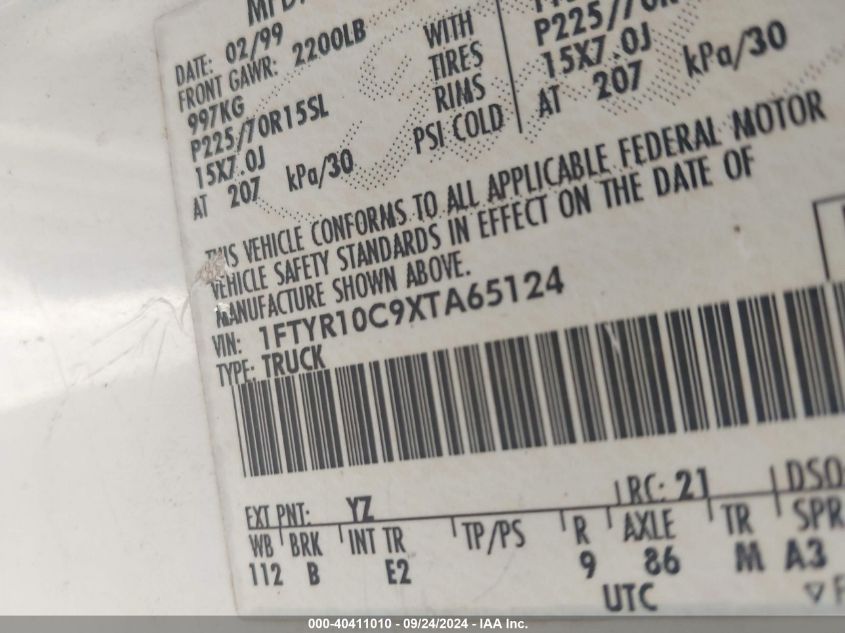 MFD.
DATE: 02/99
FRONT GAWR: 2200LB
997KG WITH
P225/70R15SL TIRES P225/70R
15X7.0J RIMS 15X7.0J
AT 207 kPa/30 PSI COLD AT 207 kPa/30
THIS VEHICLE CONFORMS TO ALL APPLICABLE FEDERAL MOTOR
VEHICLE SAFETY STANDARDS IN EFFECT ON THE DATE OF
MANUFACTURE SHOWN ABOVE.
VIN: 1FTYR10C9XTA65124
TYPE: TRUCK
EXT PNT: YZ RC: 21 DSO
WB BRK INT TR TP/PS R AXLE TR SPR
112 B E2 9 86 M A3
UTC
000-40411010 - 09/24/2024 - IAA Inc.